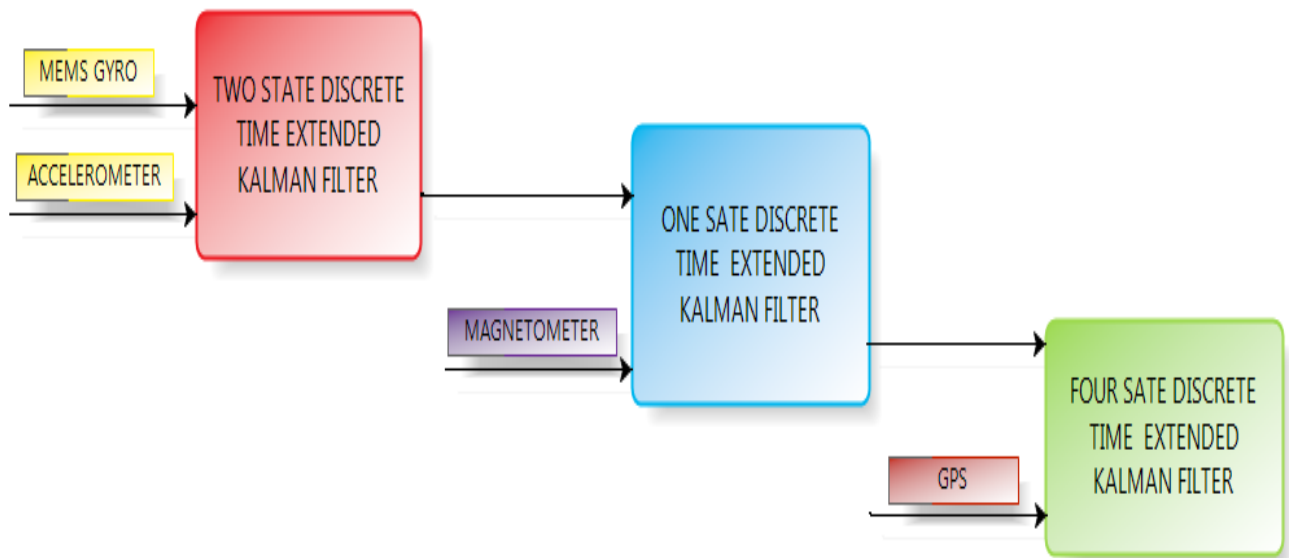 MEMS GYRO
ACCELEROMETER
TWO STATE DISCRETE
TIME EXTENDED
KALMAN FILTER
MAGNETOMETER
ONE SATE DISCRETE
TIME EXTENDED
KALMAN FILTER
GPS
FOUR SATE DISCRETE
TIME EXTENDED
KALMAN FILTER